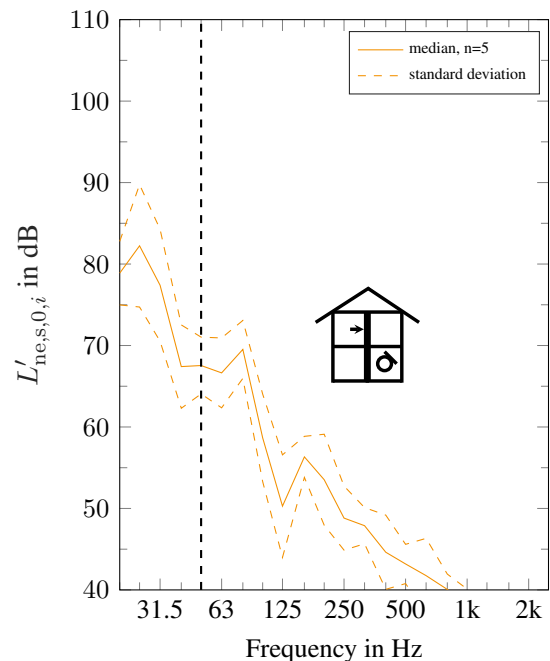 110
100
90
80
70
60
50
40
L′ne,s,0,i in dB
median, n=5
standard deviation
31.5 63 125 250 500 1k 2k
Frequency in Hz